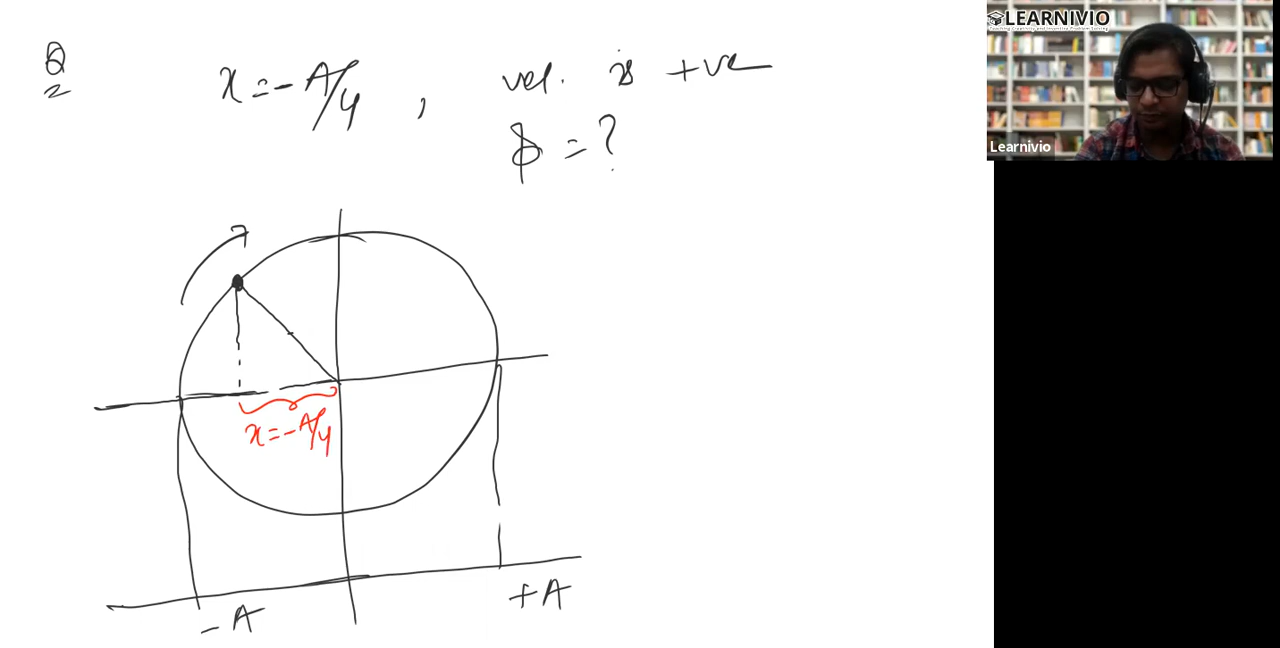 Q
x = -A/4 , vel. is +ve
ϕ = ?
x = -A/4
-A
+A
LEARNIVIO
Learnivio